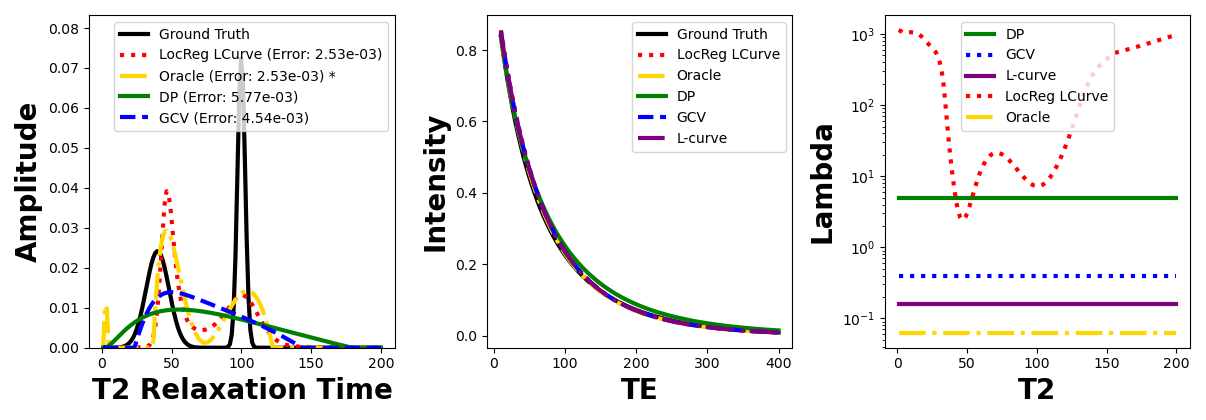 0.08
0.07
0.06
0.05
0.04
0.03
0.02
0.01
0.00
0
50
100
150
200
Amplitude
T2 Relaxation Time
Ground Truth
LocReg LCurve (Error: 2.53e-03)
Oracle (Error: 2.53e-03) *
DP (Error: 5.77e-03)
GCV (Error: 4.54e-03)
0.8
0.6
0.4
0.2
0.0
0
100
200
300
400
Intensity
TE
Ground Truth
LocReg LCurve
Oracle
DP
GCV
L-curve
10³
10²
10¹
10⁰
10⁻¹
0
50
100
150
200
Lambda
T2
DP
GCV
L-curve
LocReg LCurve
Oracle